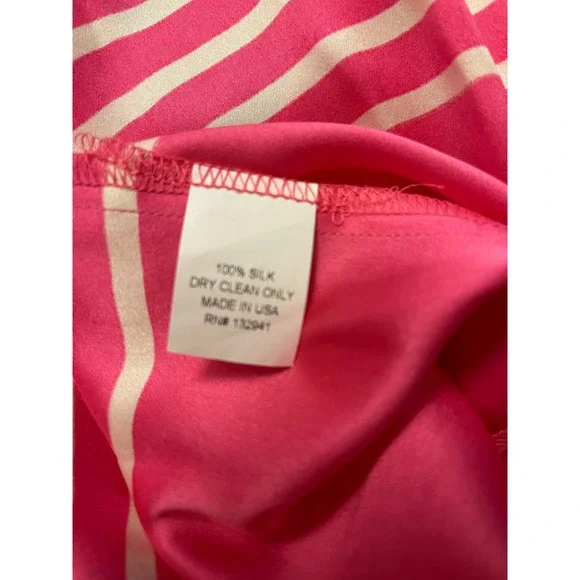 100% SILK
DRY CLEAN ONLY
MADE IN USA
RN# 132941